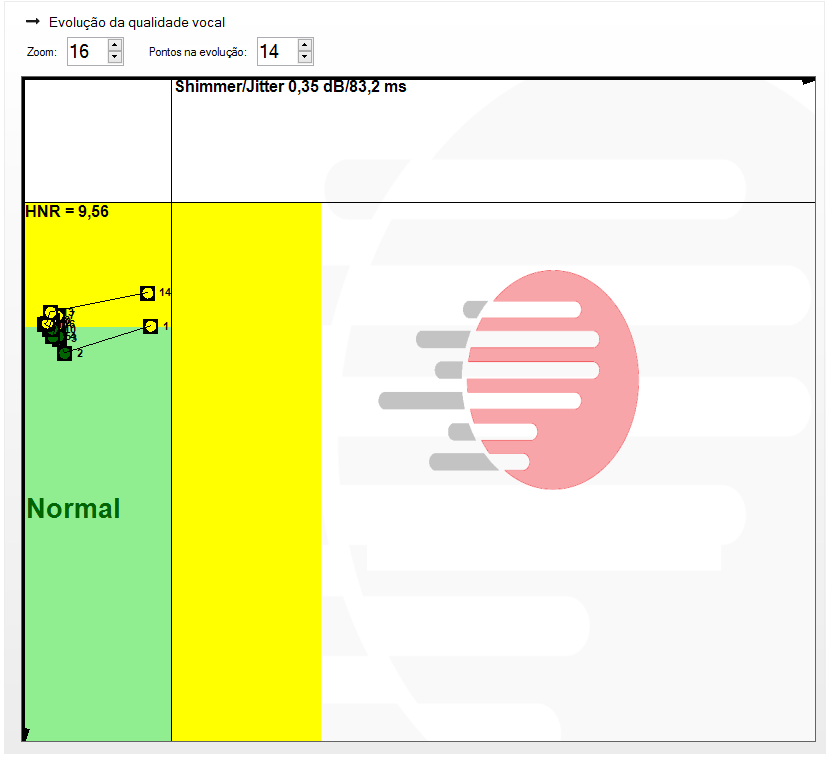 Evolução da qualidade vocal
Zoom: 16 Pontos na evolução: 14
Shimmer/Jitter 0,35 dB/83,2 ms
HNR = 9,56
14
1
2
Normal